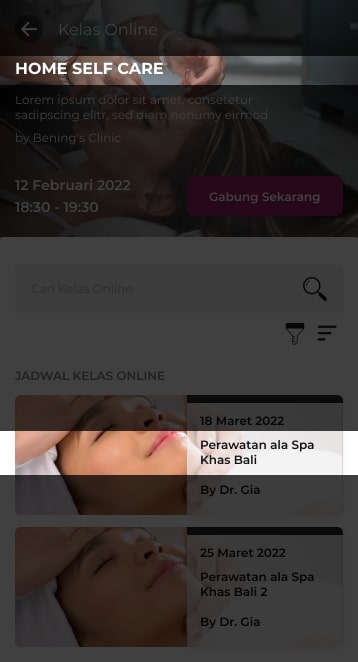 Kelas Online
HOME SELF CARE
Lorem ipsum dolor sit amet, consetetur
sadipscing elitr, sed diam nonumy eirmod
by Bening's Clinic
12 Februari 2022
18:30 - 19:30
Gabung Sekarang
Cari Kelas Online
JADWAL KELAS ONLINE
18 Maret 2022
Perawatan ala Spa
Khas Bali
By Dr. Gia
25 Maret 2022
Perawatan ala Spa
Khas Bali 2
By Dr. Gia